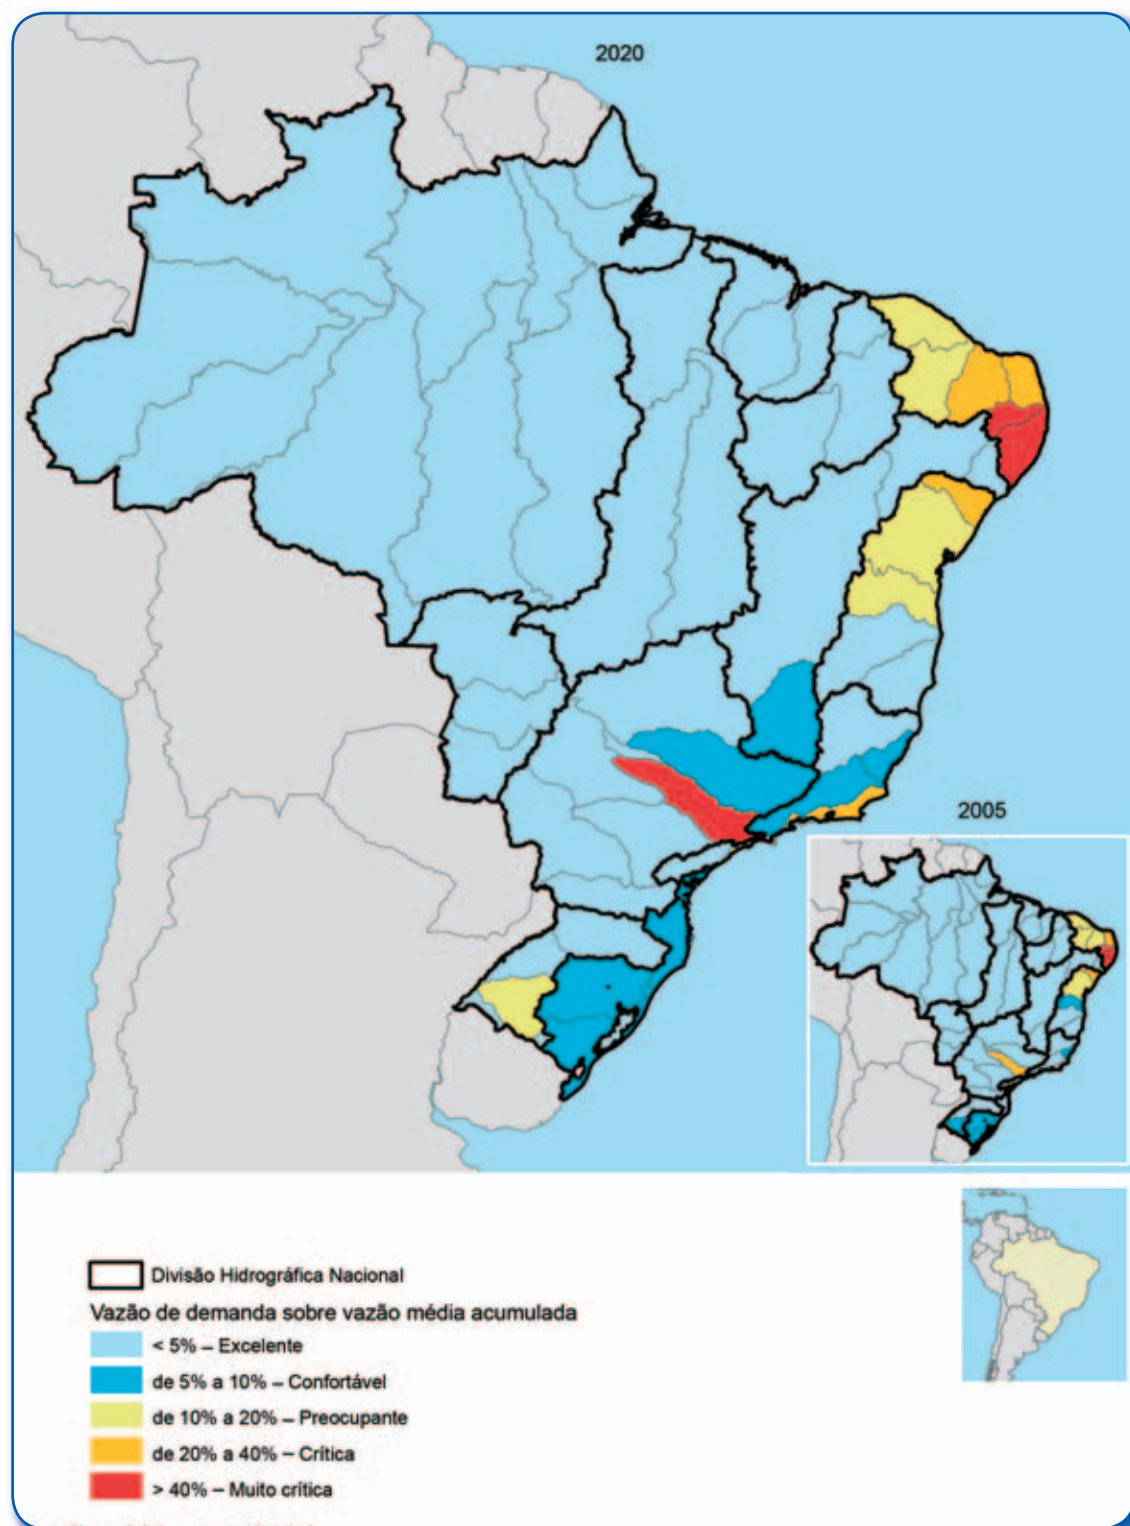 2020
2005
Divisão Hidrográfica Nacional
Vazão de demanda sobre vazão média acumulada
< 5% – Excelente
de 5% a 10% – Confortável
de 10% a 20% – Preocupante
de 20% a 40% – Crítica
> 40% – Muito crítica